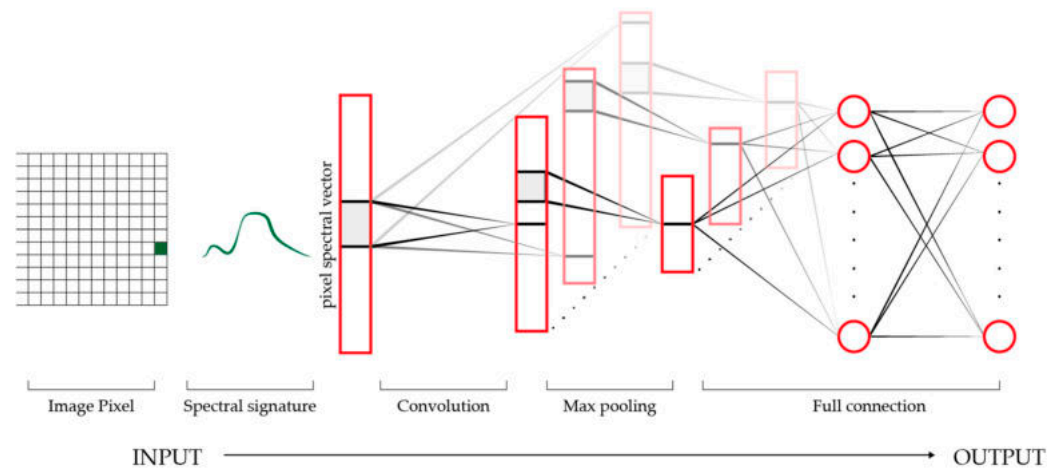 pixel spectral vector
Image Pixel
Spectral signature
Convolution
Max pooling
Full connection
INPUT
OUTPUT